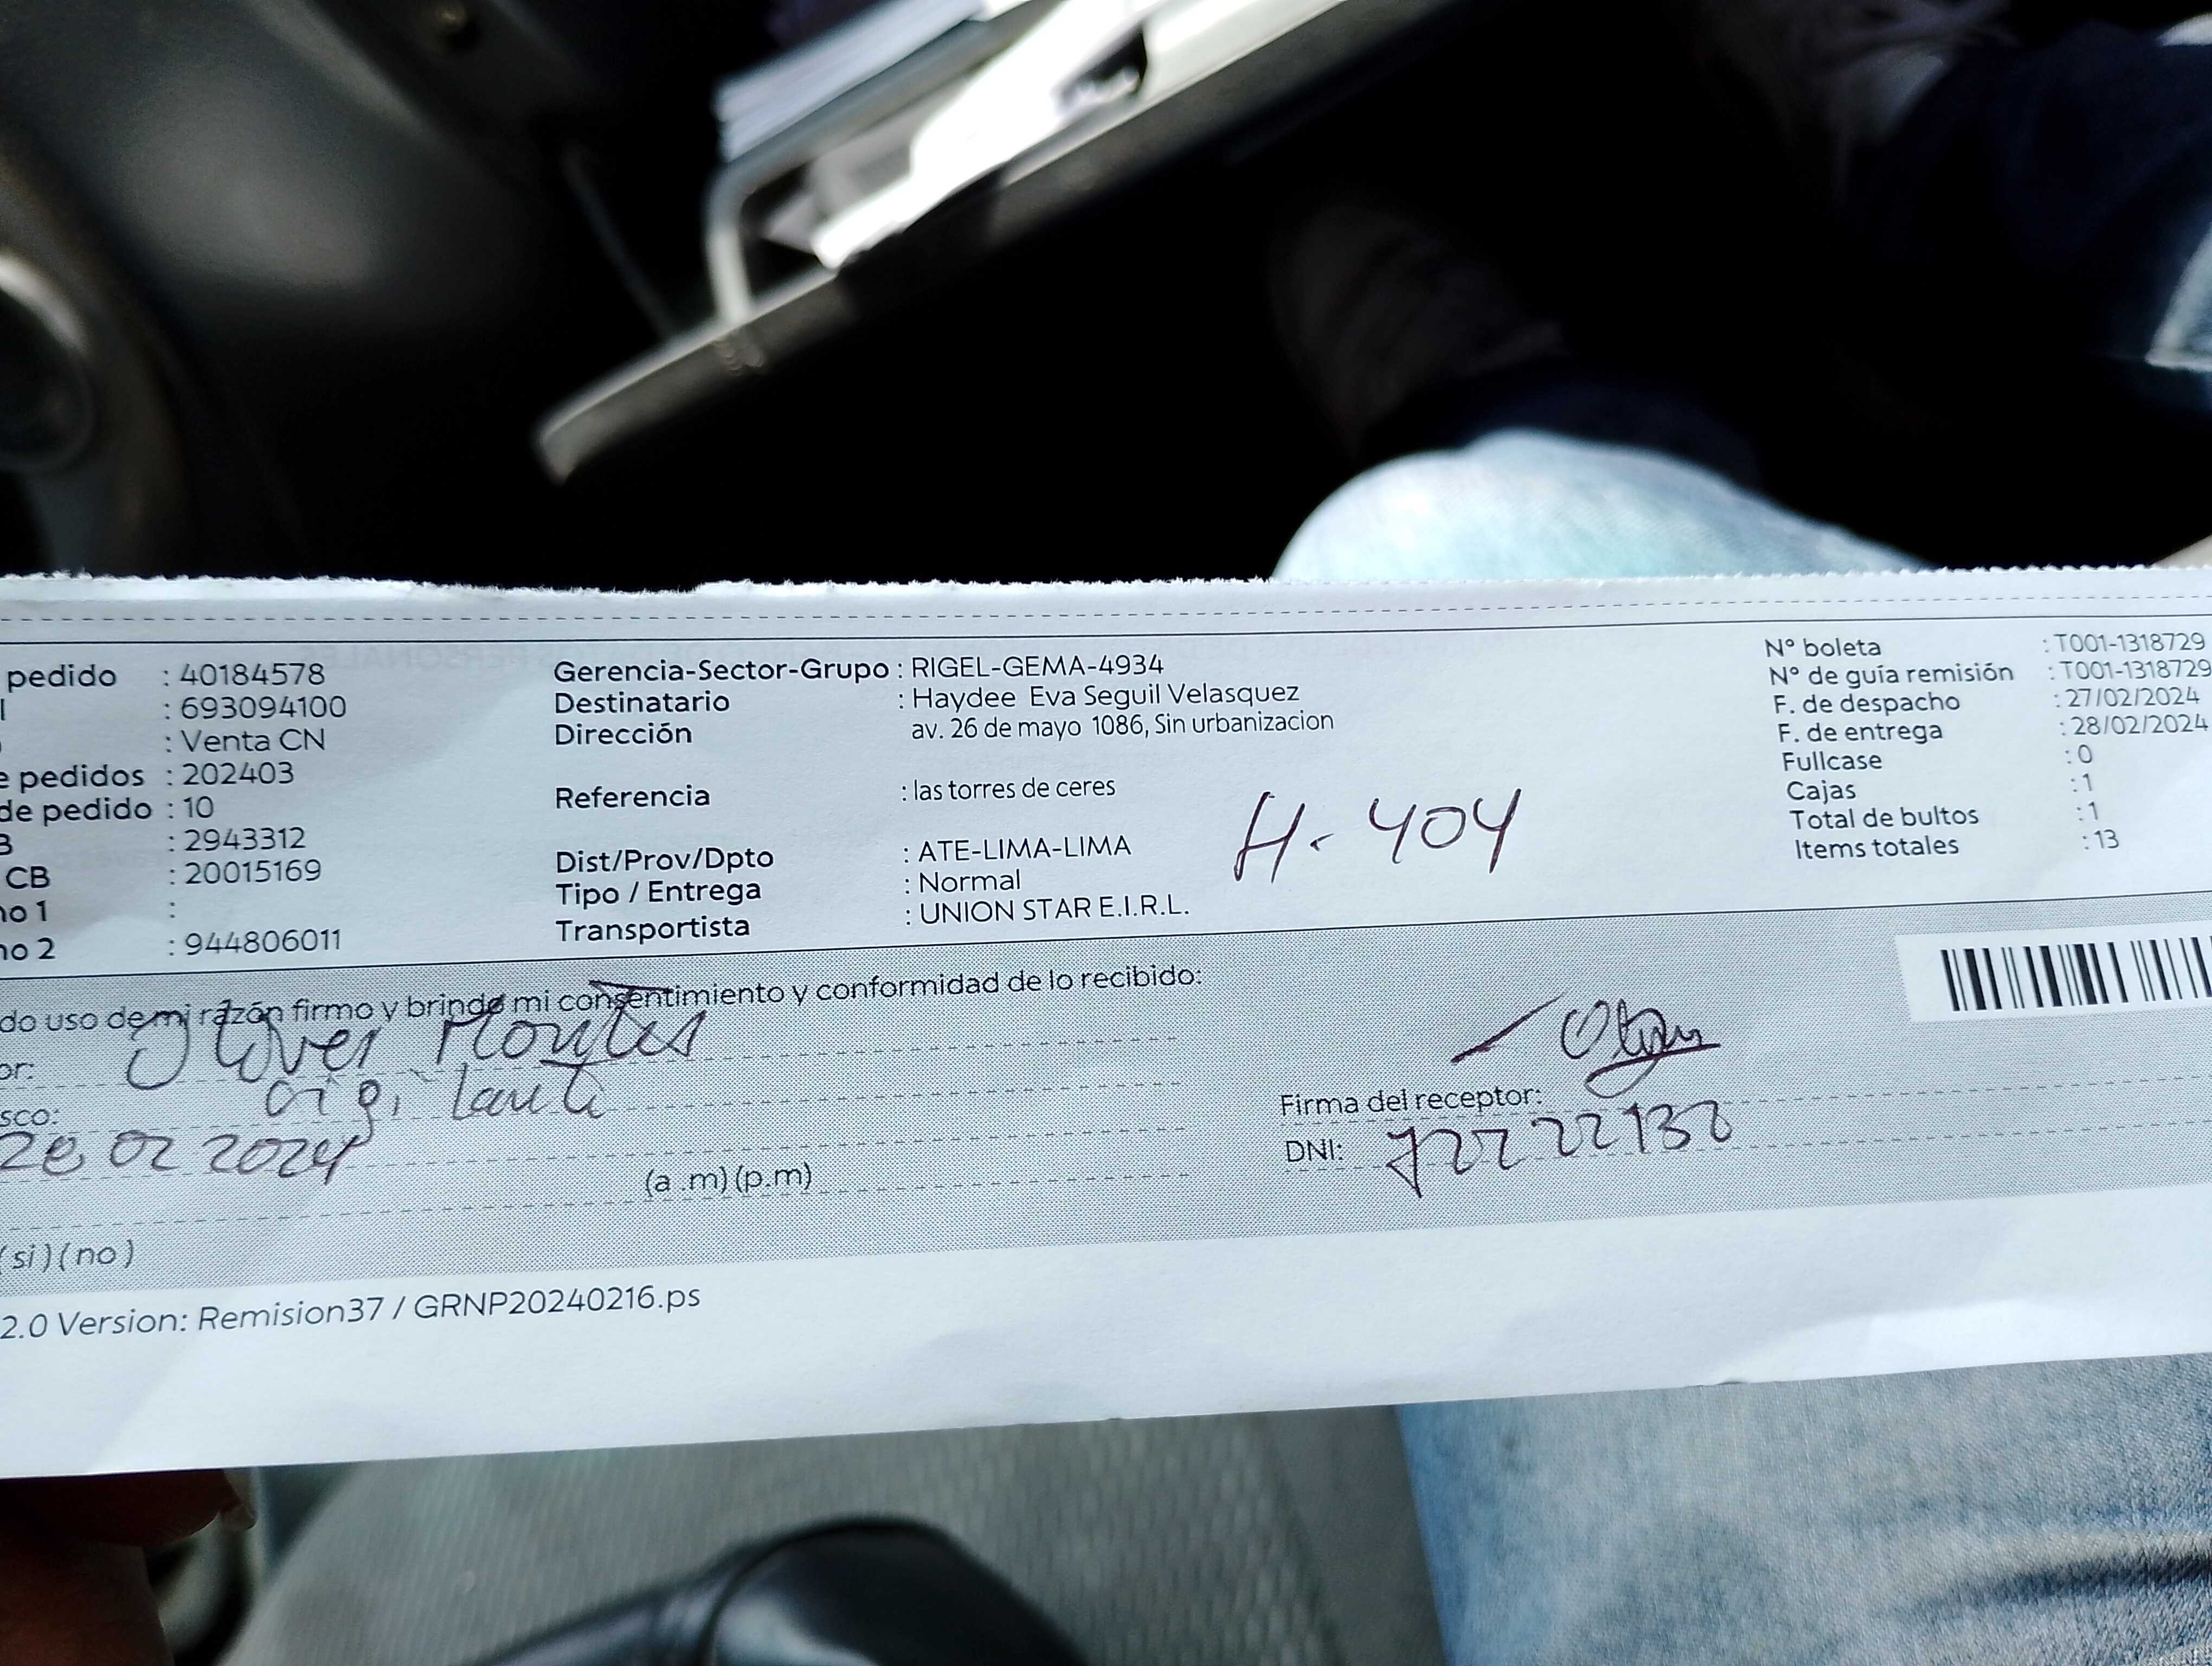 pedido : 40184578
l : 693094100
: Venta CN
e pedidos : 202403
de pedido : 10
B : 2943312
CB : 20015169
no 1 :
no 2 : 944806011
Gerencia-Sector-Grupo : RIGEL-GEMA-4934
Destinatario : Haydee Eva Seguil Velasquez
Dirección av. 26 de mayo 1086, Sin urbanizacion
Referencia : las torres de ceres
H. 404
Dist/Prov/Dpto : ATE-LIMA-LIMA
Tipo / Entrega : Normal
Transportista : UNION STAR E.I.R.L.
N° boleta : T001-1318729
N° de guía remisión : T001-1318729
F. de despacho : 27/02/2024
F. de entrega : 28/02/2024
Fullcase : 0
Cajas : 1
Total de bultos : 1
Items totales : 13
do uso de mi razón firmo y brindo mi consentimiento y conformidad de lo recibido:
or:
sco:
02 2024
(a .m) (p.m)
Firma del receptor:
DNI: 72222138
(si) (no)
2.0 Version: Remision37 / GRNP20240216.ps